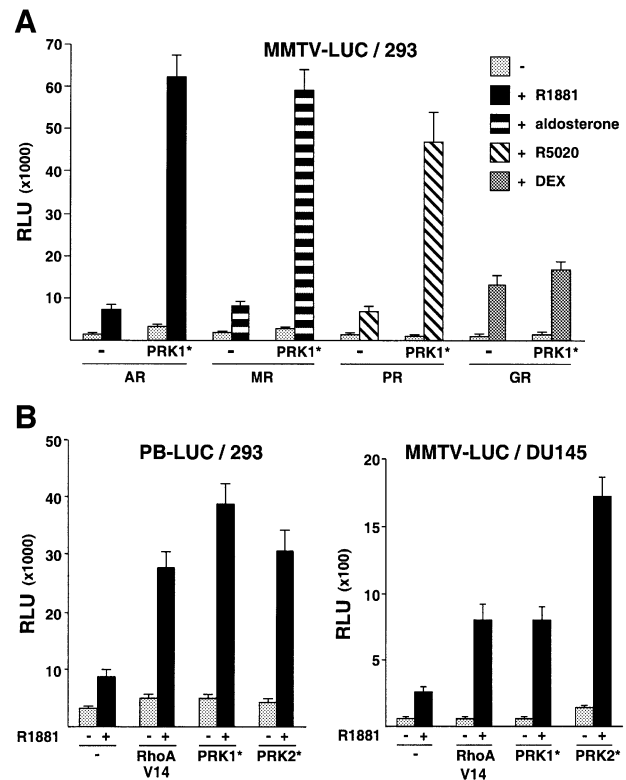 A
MMTV-LUC / 293
RLU (x1000)
70
60
50
40
30
20
10
-
+ R1881
+ aldosterone
+ R5020
+ DEX
- PRK1* - PRK1* - PRK1* - PRK1*
AR MR PR GR
B
PB-LUC / 293
RLU (x1000)
50
40
30
20
10
R1881 - + - + - + - +
- RhoA V14 PRK1* PRK2*
MMTV-LUC / DU145
RLU (x100)
20
15
10
5
R1881 - + - + - + - +
- RhoA V14 PRK1* PRK2*